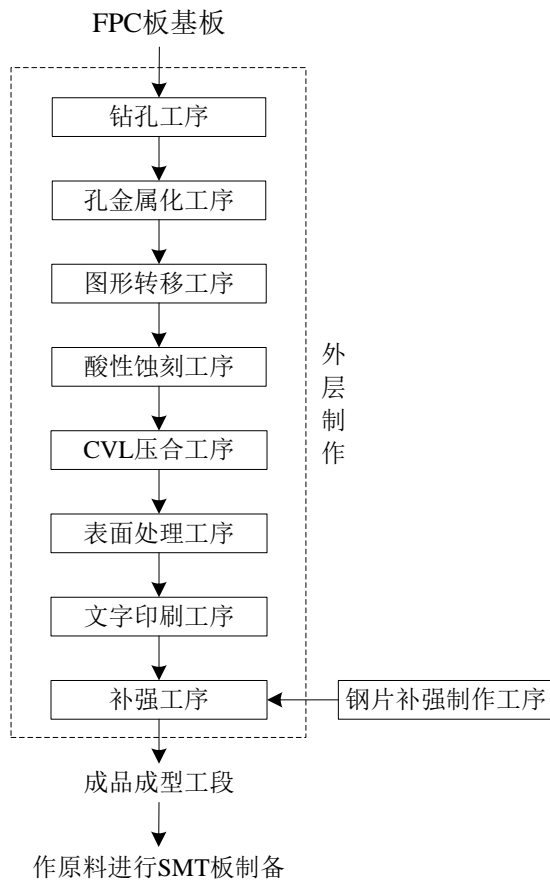 FPC板基板
钻孔工序
孔金属化工序
图形转移工序
酸性蚀刻工序
CVL压合工序
表面处理工序
文字印刷工序
补强工序
钢片补强制作工序
外
层
制
作
成品成型工段
作原料进行SMT板制备